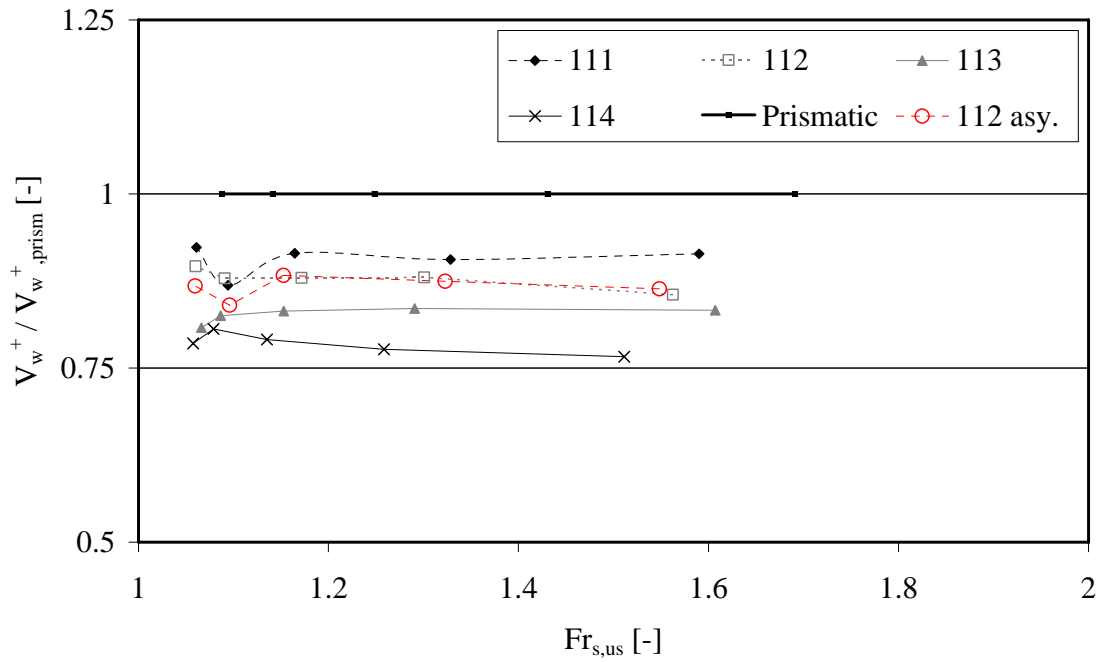 1.25
111 112 113
114 Prismatic 112 asy.
1
0.75
0.5
V_w^+ / V_w^+,prism [-]
1 1.2 1.4 1.6 1.8 2
Fr_s,us [-]